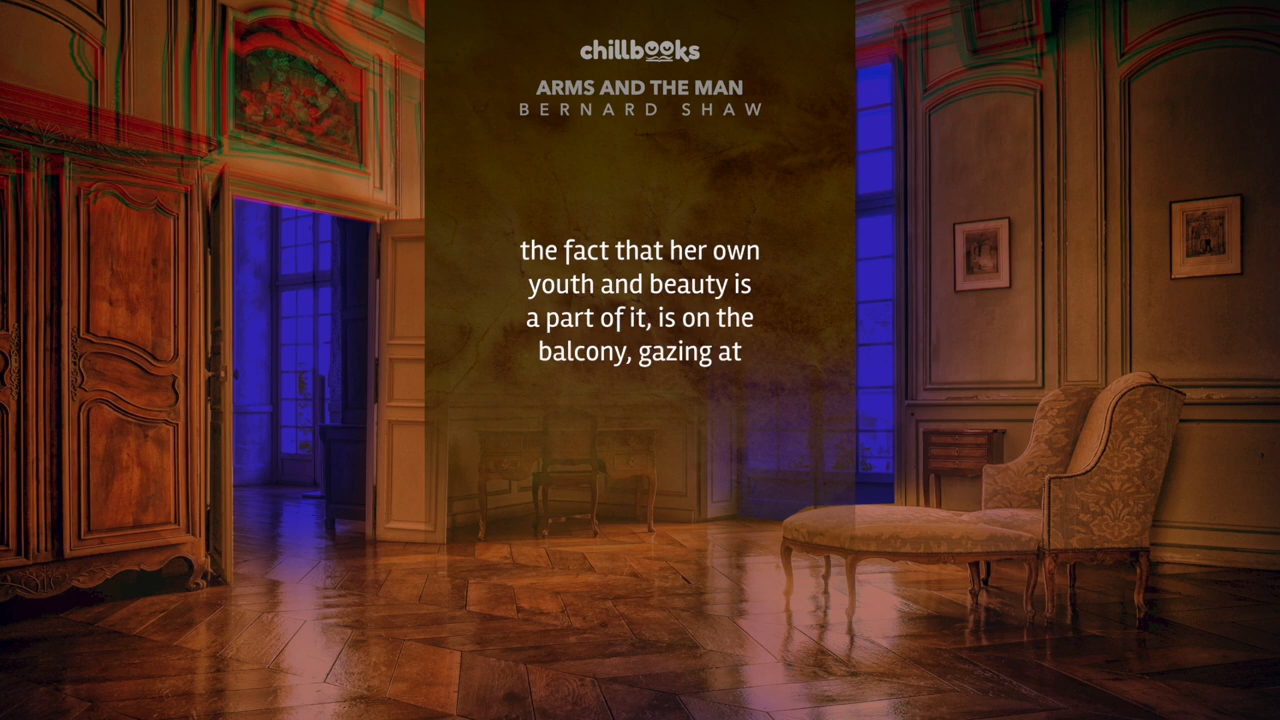 chillbooks
ARMS AND THE MAN
BERNARD SHAW
the fact that her own
youth and beauty is
a part of it, is on the
balcony, gazing at